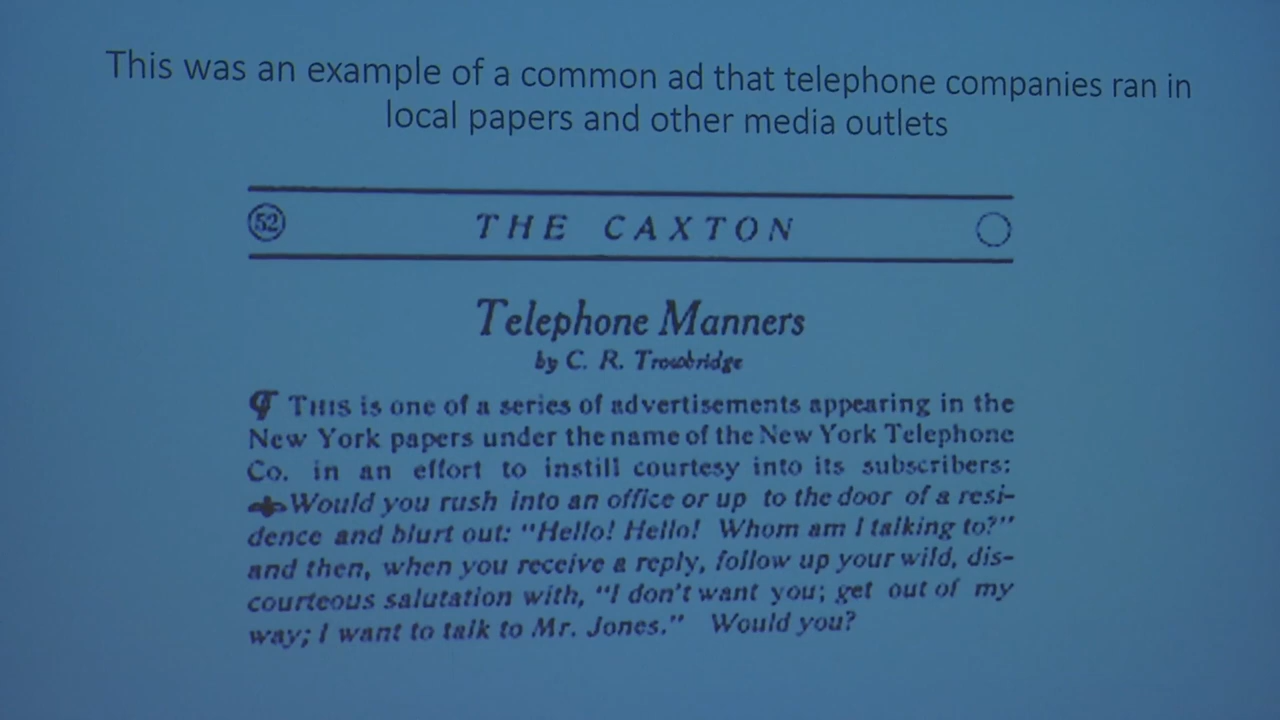 This was an example of a common ad that telephone companies ran in
local papers and other media outlets
52 THE CAXTON
Telephone Manners
by C. R. Trowbridge
¶ THIS is one of a series of advertisements appearing in the
New York papers under the name of the New York Telephone
Co. in an effort to instill courtesy into its subscribers:
Would you rush into an office or up to the door of a resi-
dence and blurt out: "Hello! Hello! Whom am I talking to?"
and then, when you receive a reply, follow up your wild, dis-
courteous salutation with, "I don't want you; get out of my
way; I want to talk to Mr. Jones." Would you?